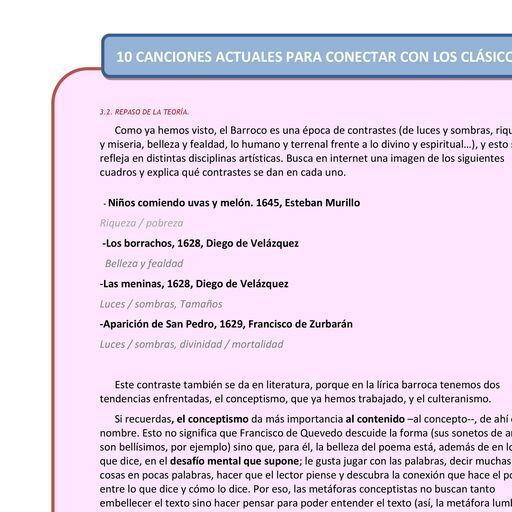 10 CANCIONES ACTUALES PARA CONECTAR CON LOS CLÁSICO
3.2. REPASO DE LA TEORÍA.
Como ya hemos visto, el Barroco es una época de contrastes (de luces y sombras,
y miseria, belleza y fealdad, lo humano y terrenal frente a lo divino y espiritual…), y esto
refleja en distintas disciplinas artísticas. Busca en internet una imagen de los siguientes
cuadros y explica qué contrastes se dan en cada uno.
- Niños comiendo uvas y melón. 1645, Esteban Murillo
Riqueza / pobreza
-Los borrachos, 1628, Diego de Velázquez
Belleza y fealdad
-Las meninas, 1628, Diego de Velázquez
Luces / sombras, Tamaños
-Aparición de San Pedro, 1629, Francisco de Zurbarán
Luces / sombras, divinidad / mortalidad
Este contraste también se da en literatura, porque en la lírica barroca tenemos dos
tendencias enfrentadas, el conceptismo, que ya hemos trabajado, y el culteranismo.
Si recuerdas, el conceptismo da más importancia al contenido –al concepto--, de ahí
nombre. Esto no significa que Francisco de Quevedo descuide la forma (sus sonetos de
son bellísimos, por ejemplo) sino que, para él, la belleza del poema está, además de en
que dice, en el desafío mental que supone; le gusta jugar con las palabras, decir muchas
cosas en pocas palabras, hacer que el lector piense y descubra la conexión que hace el
entre lo que dice y cómo lo dice. Por eso, las metáforas conceptistas no buscan tanto
embellecer el texto sino hacer pensar para poder entender el texto (así, la metáfora